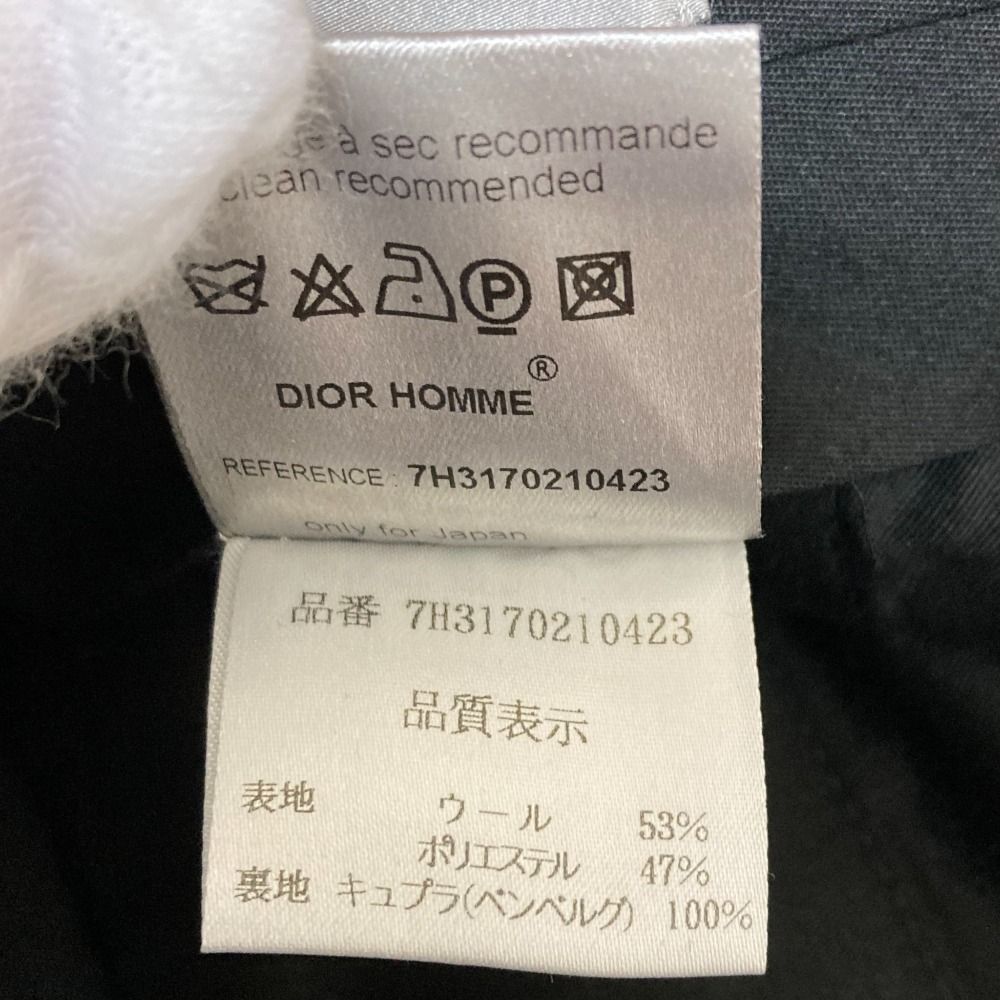 à sec recommande
clean recommended
P
DIOR HOMME®
REFERENCE : 7H3170210423
only for Japan
品番 7H3170210423
品質表示
表地 ウール 53%
ポリエステル 47%
裏地 キュプラ(ベンベルグ) 100%